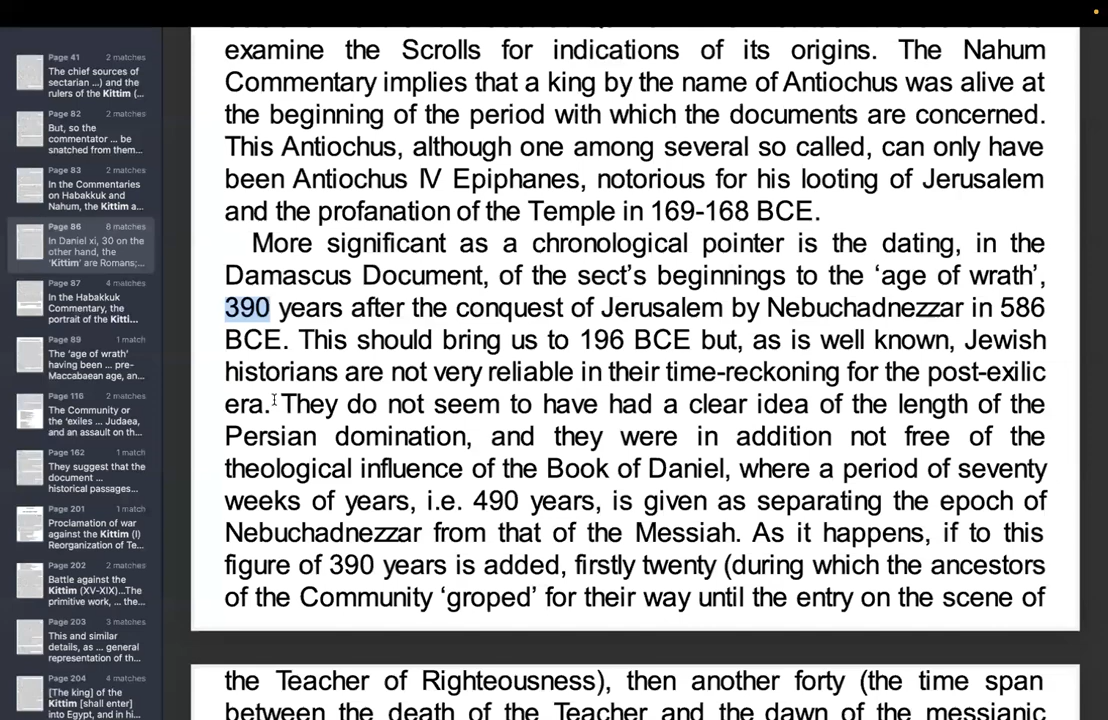 Page 41 2 matches
The chief sources of
sectarian ...) and the
rulers of the Kittim (...
Page 82 2 matches
But, so the
commentator ... be
snatched from them...
Page 83 2 matches
In the Commentaries
on Habakkuk and
Nahum, the Kittim a...
Page 86 8 matches
In Daniel xi, 30 on the
other hand, the
'Kittim' are Romans;...
Page 87 4 matches
In the Habakkuk
Commentary, the
portrait of the Kitti...
Page 89 1 match
The 'age of wrath'
having been ... pre-
Maccabaean age, an...
Page 116 2 matches
The Community or
the 'exiles ... Judaea,
and an assault on th...
Page 162 1 match
They suggest that the
document ...
historical passages...
Page 201 1 match
Proclamation of war
against the Kittim (I)
Reorganization of Te...
Page 202 2 matches
Battle against the
Kittim (XV-XIX)...The
primitive work, ... the...
Page 203 3 matches
This and similar
details, as ... general
representation of th...
Page 204 4 matches
[The king] of the
Kittim [shall enter]
into Egypt, and in hi...
examine the Scrolls for indications of its origins. The Nahum
Commentary implies that a king by the name of Antiochus was alive at
the beginning of the period with which the documents are concerned.
This Antiochus, although one among several so called, can only have
been Antiochus IV Epiphanes, notorious for his looting of Jerusalem
and the profanation of the Temple in 169-168 BCE.
More significant as a chronological pointer is the dating, in the
Damascus Document, of the sect's beginnings to the 'age of wrath',
390 years after the conquest of Jerusalem by Nebuchadnezzar in 586
BCE. This should bring us to 196 BCE but, as is well known, Jewish
historians are not very reliable in their time-reckoning for the post-exilic
era. They do not seem to have had a clear idea of the length of the
Persian domination, and they were in addition not free of the
theological influence of the Book of Daniel, where a period of seventy
weeks of years, i.e. 490 years, is given as separating the epoch of
Nebuchadnezzar from that of the Messiah. As it happens, if to this
figure of 390 years is added, firstly twenty (during which the ancestors
of the Community 'groped' for their way until the entry on the scene of
the Teacher of Righteousness), then another forty (the time span
between the death of the Teacher and the dawn of the messianic